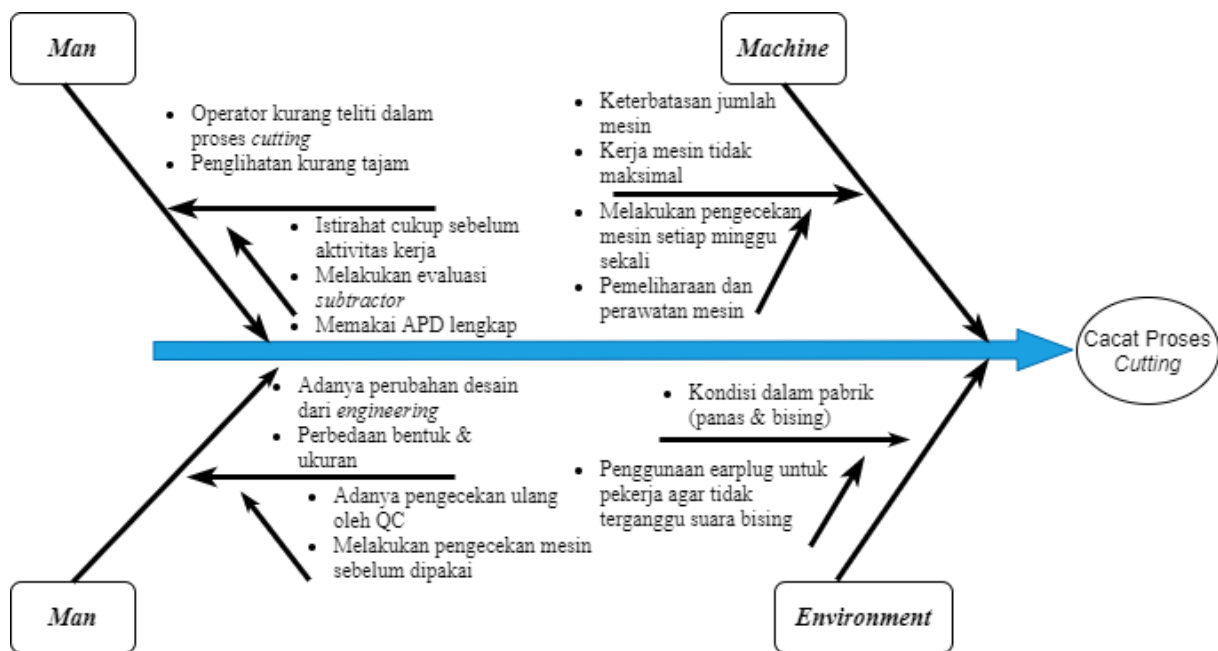 Man
Machine
• Operator kurang teliti dalam
proses cutting
• Penglihatan kurang tajam
• Istirahat cukup sebelum
aktivitas kerja
• Melakukan evaluasi
subtractor
• Memakai APD lengkap
• Keterbatasan jumlah
mesin
• Kerja mesin tidak
maksimal
• Melakukan pengecekan
mesin setiap minggu
sekali
• Pemeliharaan dan
perawatan mesin
Cacat Proses
Cutting
• Adanya perubahan desain
dari engineering
• Perbedaan bentuk &
ukuran
• Adanya pengecekan ulang
oleh QC
• Melakukan pengecekan mesin
sebelum dipakai
• Kondisi dalam pabrik
(panas & bising)
• Penggunaan earplug untuk
pekerja agar tidak
terganggu suara bising
Man
Environment